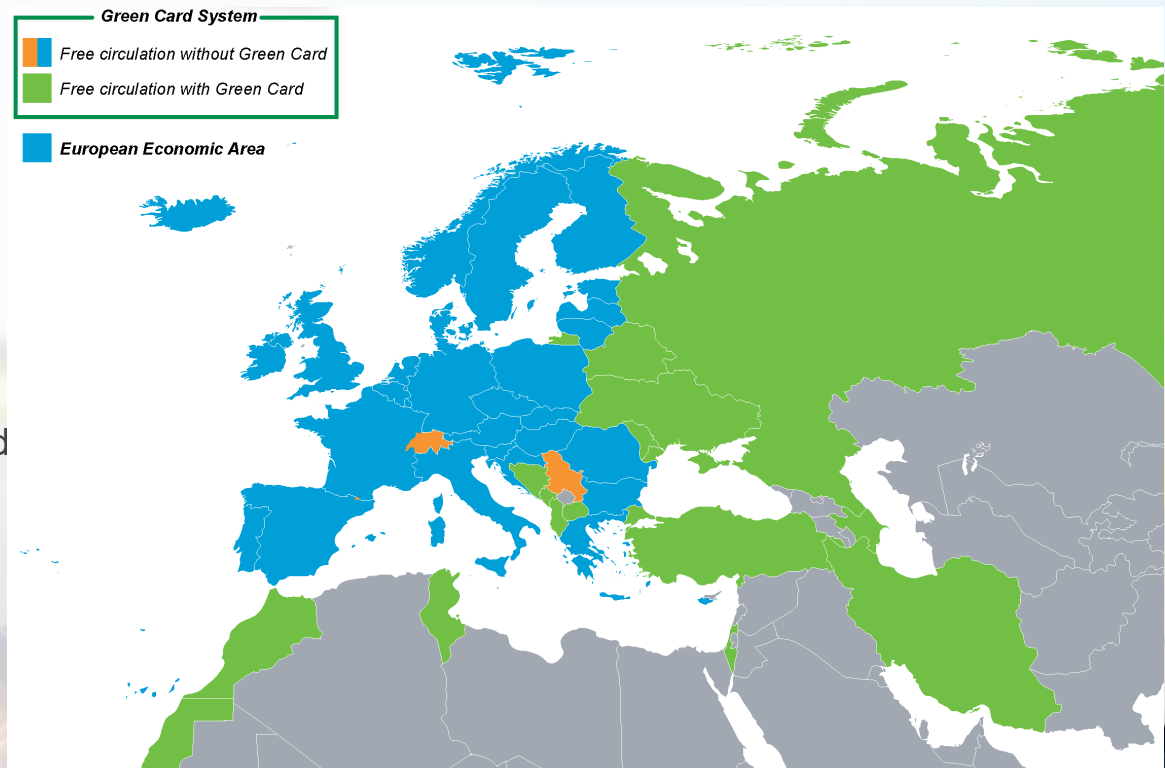 Green Card System
Free circulation without Green Card
Free circulation with Green Card
European Economic Area
d